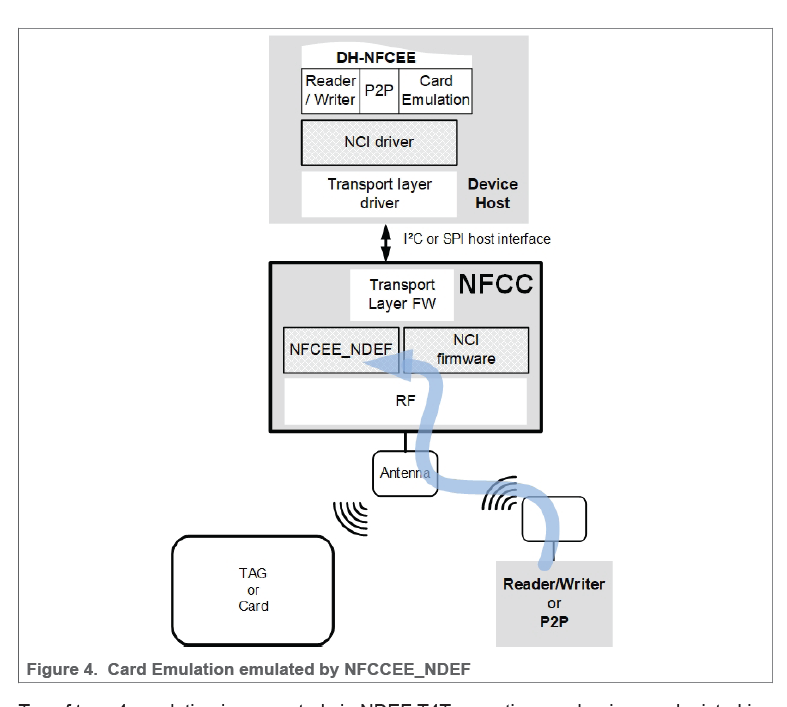 DH-NFCEE
Reader
/ Writer
P2P
Card
Emulation
NCI driver
Transport layer
driver
Device
Host
I²C or SPI host interface
NFCC
Transport
Layer FW
NFCEE_NDEF
NCI
firmware
RF
Antenna
TAG
or
Card
Reader/Writer
or
P2P
Figure 4. Card Emulation emulated by NFCCEE_NDEF